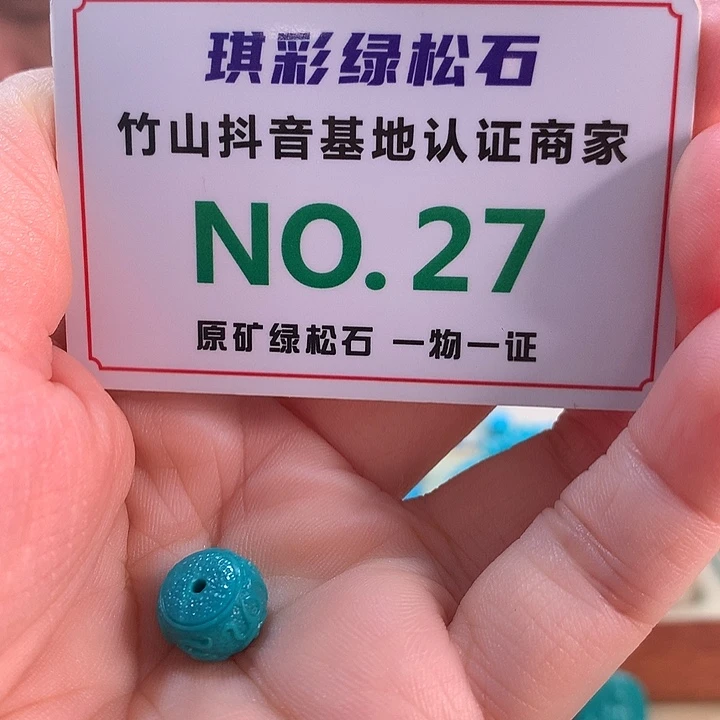 琪彩绿松石
竹山抖音基地认证商家
NO. 27
原矿绿松石 一物一证